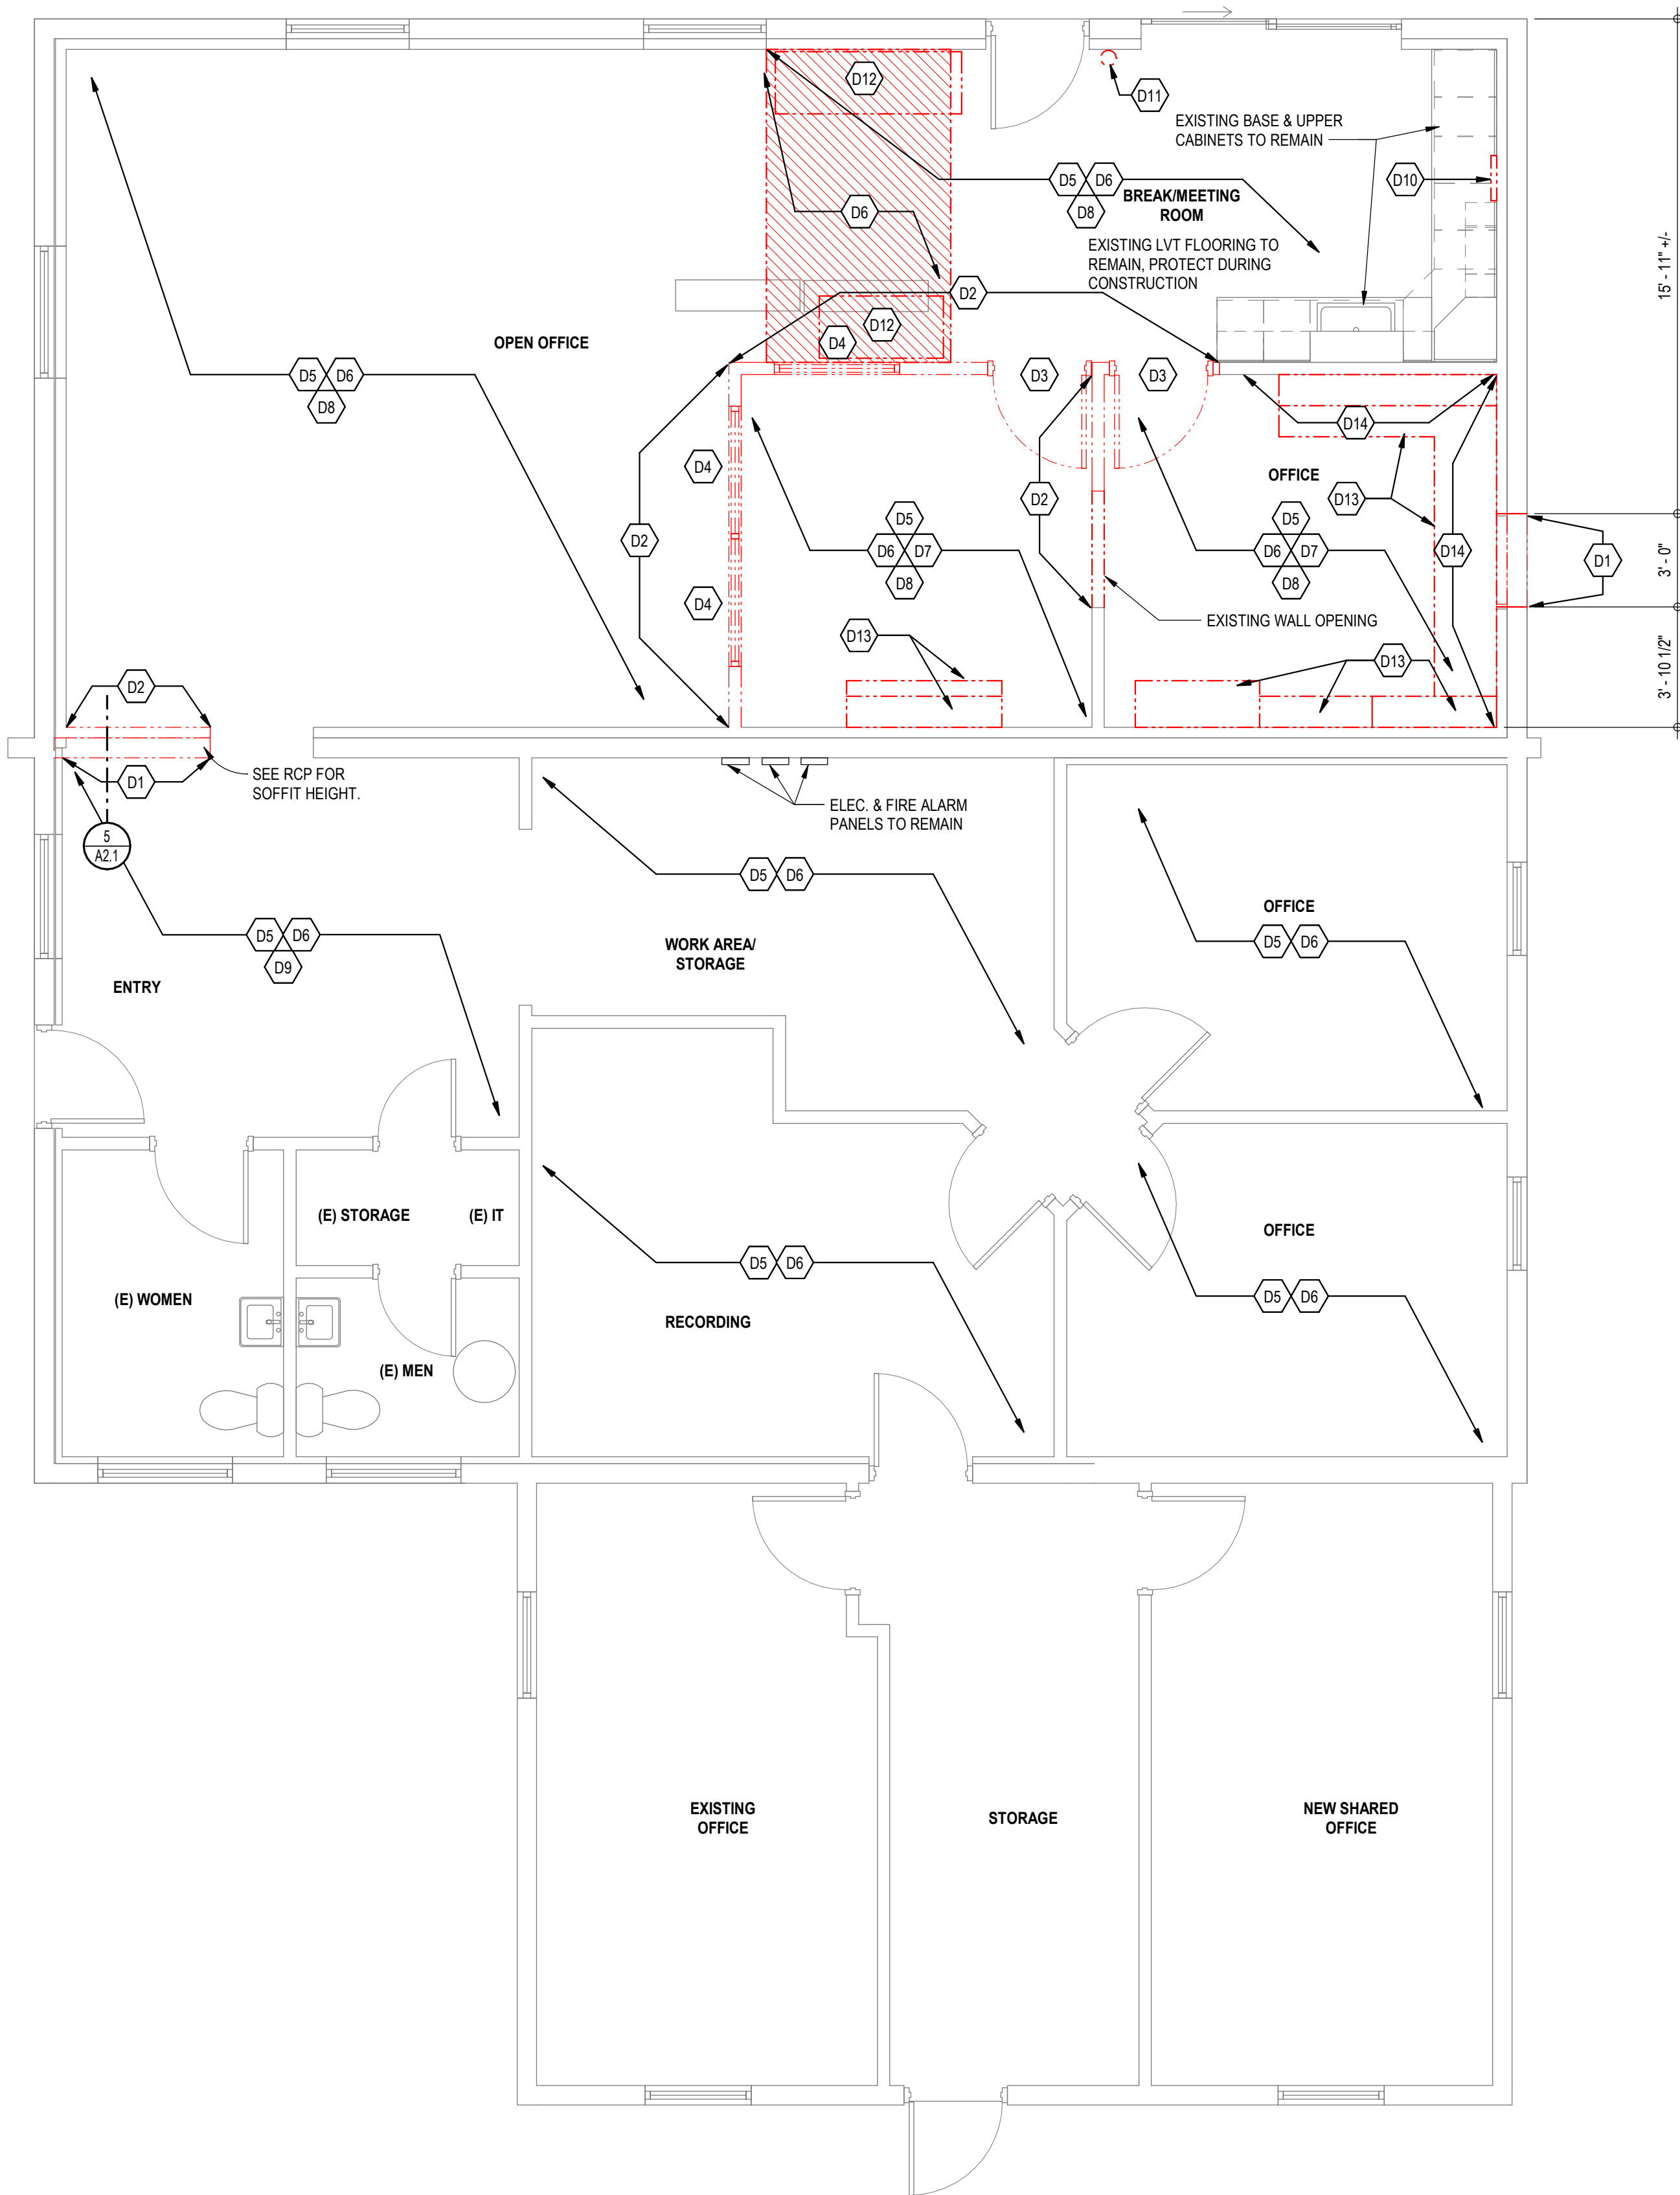 D12
D11
EXISTING BASE & UPPER
CABINETS TO REMAIN
D5
D6
D8
BREAK/MEETING
ROOM
D10
D6
EXISTING LVT FLOORING TO
REMAIN, PROTECT DURING
CONSTRUCTION
15' - 11" +/-
D2
D12
D4
OPEN OFFICE
D5
D6
D8
D3
D3
D14
D4
D2
OFFICE
D13
D2
D5
D6
D7
D8
D5
D6
D7
D8
D14
D1
3' - 0"
D4
EXISTING WALL OPENING
D13
D13
3' - 10 1/2"
D2
D1
SEE RCP FOR
SOFFIT HEIGHT.
ELEC. & FIRE ALARM
PANELS TO REMAIN
5
A2.1
D5
D6
D5
D6
D9
WORK AREA/
STORAGE
OFFICE
D5
D6
ENTRY
(E) STORAGE
(E) IT
OFFICE
D5
D6
D5
D6
(E) WOMEN
RECORDING
(E) MEN
EXISTING
OFFICE
STORAGE
NEW SHARED
OFFICE